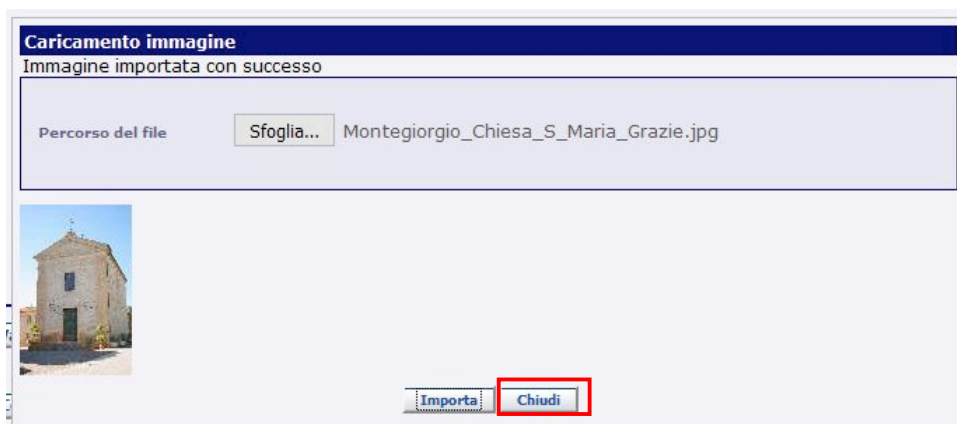 Caricamento immagine
Immagine importata con successo
Percorso del file Sfoglia... Montegiorgio_Chiesa_S_Maria_Grazie.jpg
Importa Chiudi